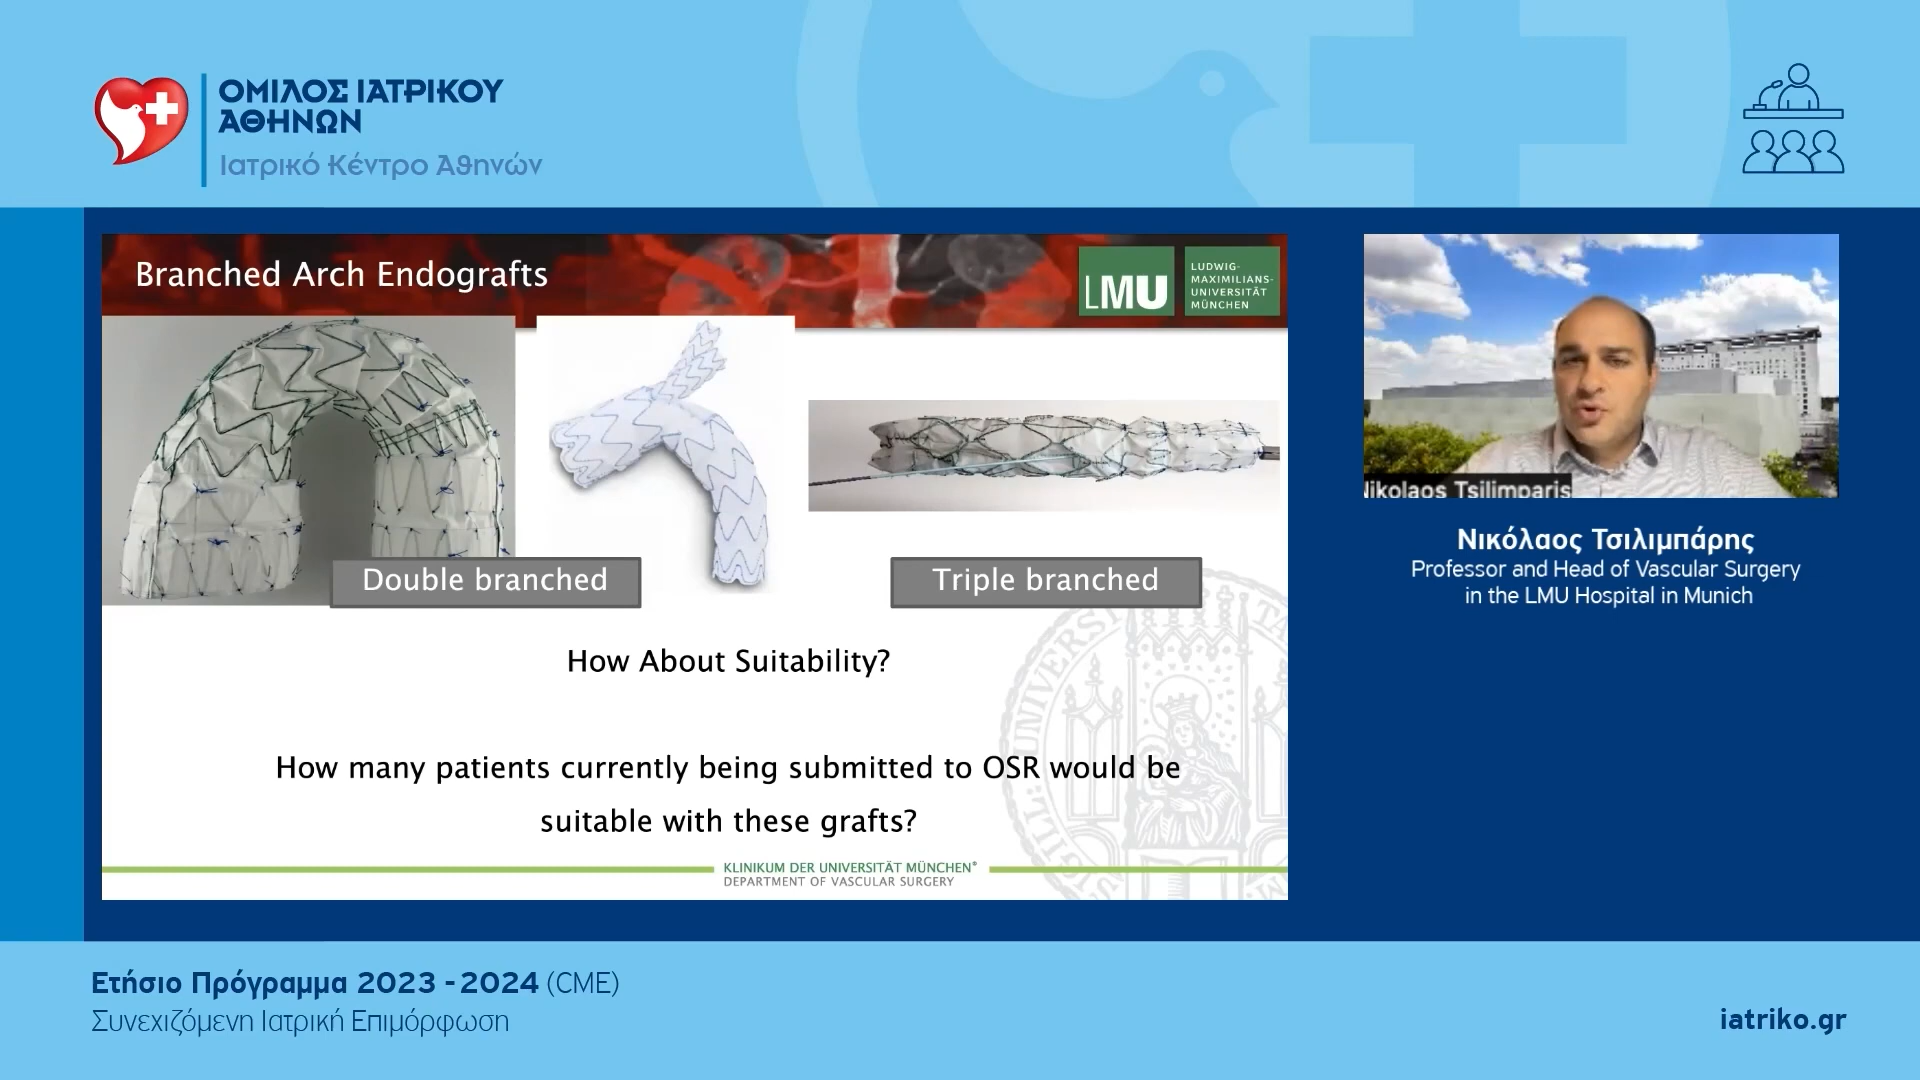 ΟΜΙΛΟΣ ΙΑΤΡΙΚΟΥ
ΑΘΗΝΩΝ
Ιατρικό Κέντρο Αθηνών
Branched Arch Endografts
LMU
LUDWIG-
MAXIMILIANS-
UNIVERSITÄT
MÜNCHEN
Double branched
Triple branched
How About Suitability?
How many patients currently being submitted to OSR would be
suitable with these grafts?
KLINIKUM DER UNIVERSITÄT MÜNCHEN®
DEPARTMENT OF VASCULAR SURGERY
Nikolaos Tsilimparis
Νικόλαος Τσιλιμπάρης
Professor and Head of Vascular Surgery
in the LMU Hospital in Munich
Ετήσιο Πρόγραμμα 2023 - 2024 (CME)
Συνεχιζόμενη Ιατρική Επιμόρφωση
iatriko.gr